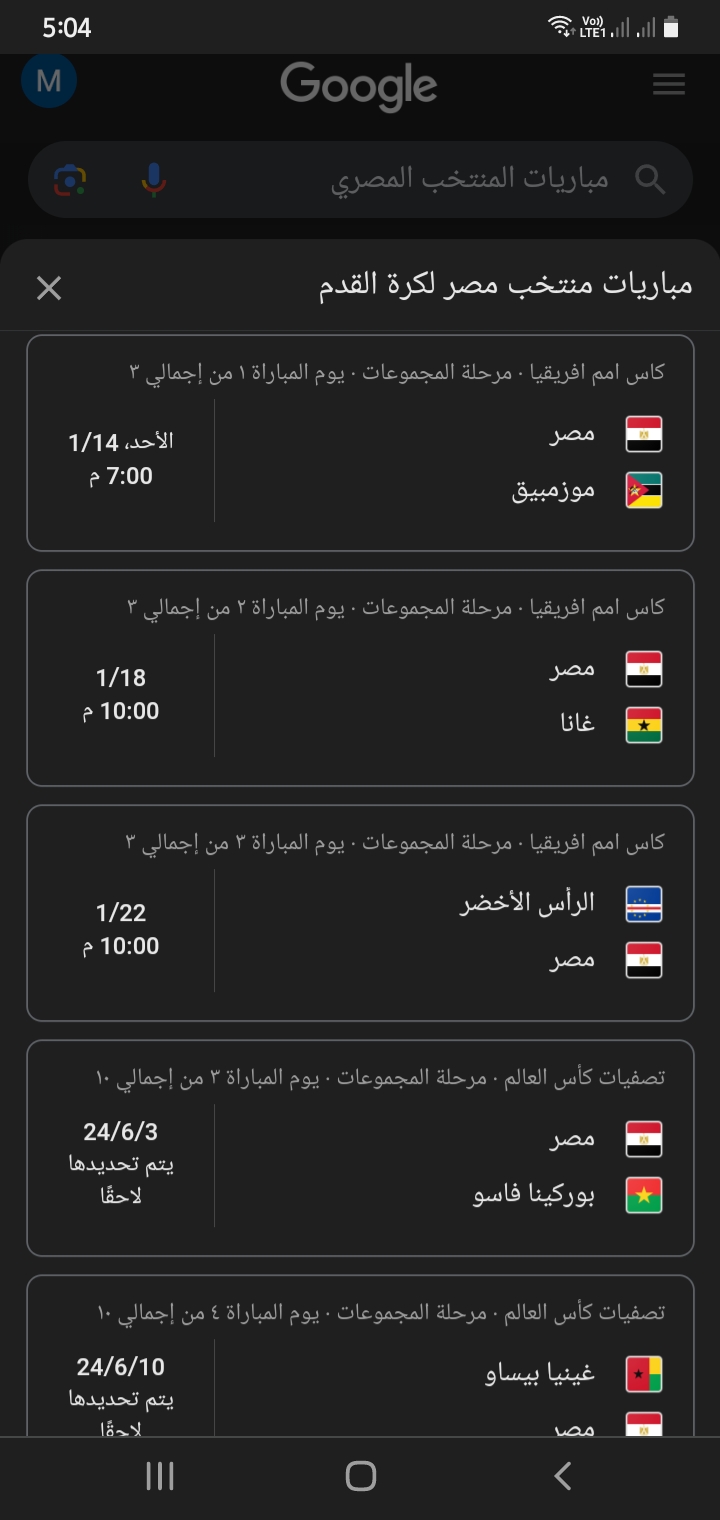 5:04
Vo)) LTE1
M
Google
مباريات المنتخب المصري
مباريات منتخب مصر لكرة القدم
كاس امم افريقيا · مرحلة المجموعات · يوم المباراة ١ من إجمالي ٣
مصر
موزمبيق
الأحد، 1/14
7:00 م
كاس امم افريقيا · مرحلة المجموعات · يوم المباراة ٢ من إجمالي ٣
مصر
غانا
1/18
10:00 م
كاس امم افريقيا · مرحلة المجموعات · يوم المباراة ٣ من إجمالي ٣
الرأس الأخضر
مصر
1/22
10:00 م
تصفيات كأس العالم · مرحلة المجموعات · يوم المباراة ٣ من إجمالي ١٠
مصر
بوركينا فاسو
24/6/3
يتم تحديدها
لاحقًا
تصفيات كأس العالم · مرحلة المجموعات · يوم المباراة ٤ من إجمالي ١٠
غينيا بيساو
مصر
24/6/10
يتم تحديدها
لاحقًا